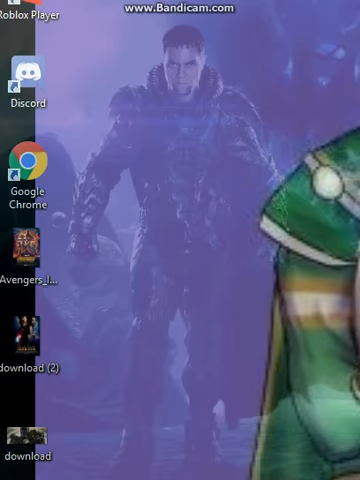 www.Bandicam.com
Roblox Player
Discord
Google
Chrome
Avengers_I...
download (2)
download